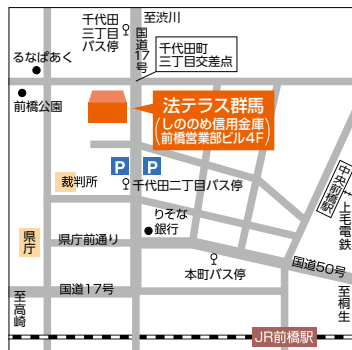 至渋川
千代田
三丁目
バス停
国道17号
千代田町
三丁目交差点
るなぱあく
前橋公園
法テラス群馬
(しののめ信用金庫
前橋営業部ビル4F)
P
P
裁判所
千代田二丁目バス停
中央前橋駅
上毛電鉄
りそな
銀行
県庁
県庁前通り
本町バス停
国道50号
至高崎
国道17号
至桐生
JR前橋駅